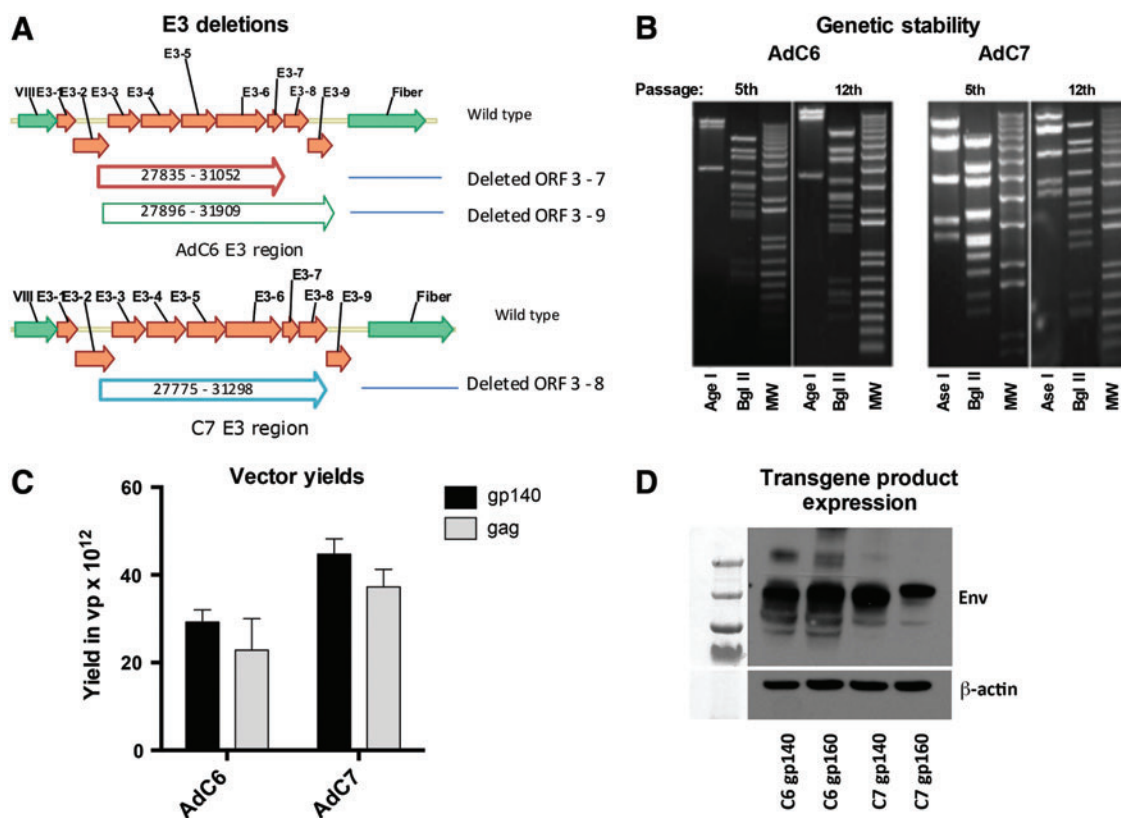 A
E3 deletions
E3-5
E3-7
VIII E3-1 E3-2 E3-3 E3-4 E3-6 E3-8 E3-9 Fiber
Wild type
27835 - 31052
Deleted ORF 3 - 7
27896 - 31909
Deleted ORF 3 - 9
AdC6 E3 region
E3-7
VIII E3-1 E3-2 E3-3 E3-4 E3-5 E3-6 E3-8 E3-9 Fiber
Wild type
27775 - 31298
Deleted ORF 3 - 8
C7 E3 region
B
Genetic stability
AdC6 AdC7
Passage: 5th 12th 5th 12th
Age I Bgl II MW Age I Bgl II MW Ase I Bgl II MW Ase I Bgl II MW
C
Vector yields
gp140
gag
Yield in vp x 10¹²
60
40
20
0
AdC6 AdC7
D
Transgene product
expression
Env
β-actin
C6 gp140 C6 gp160 C7 gp140 C7 gp160